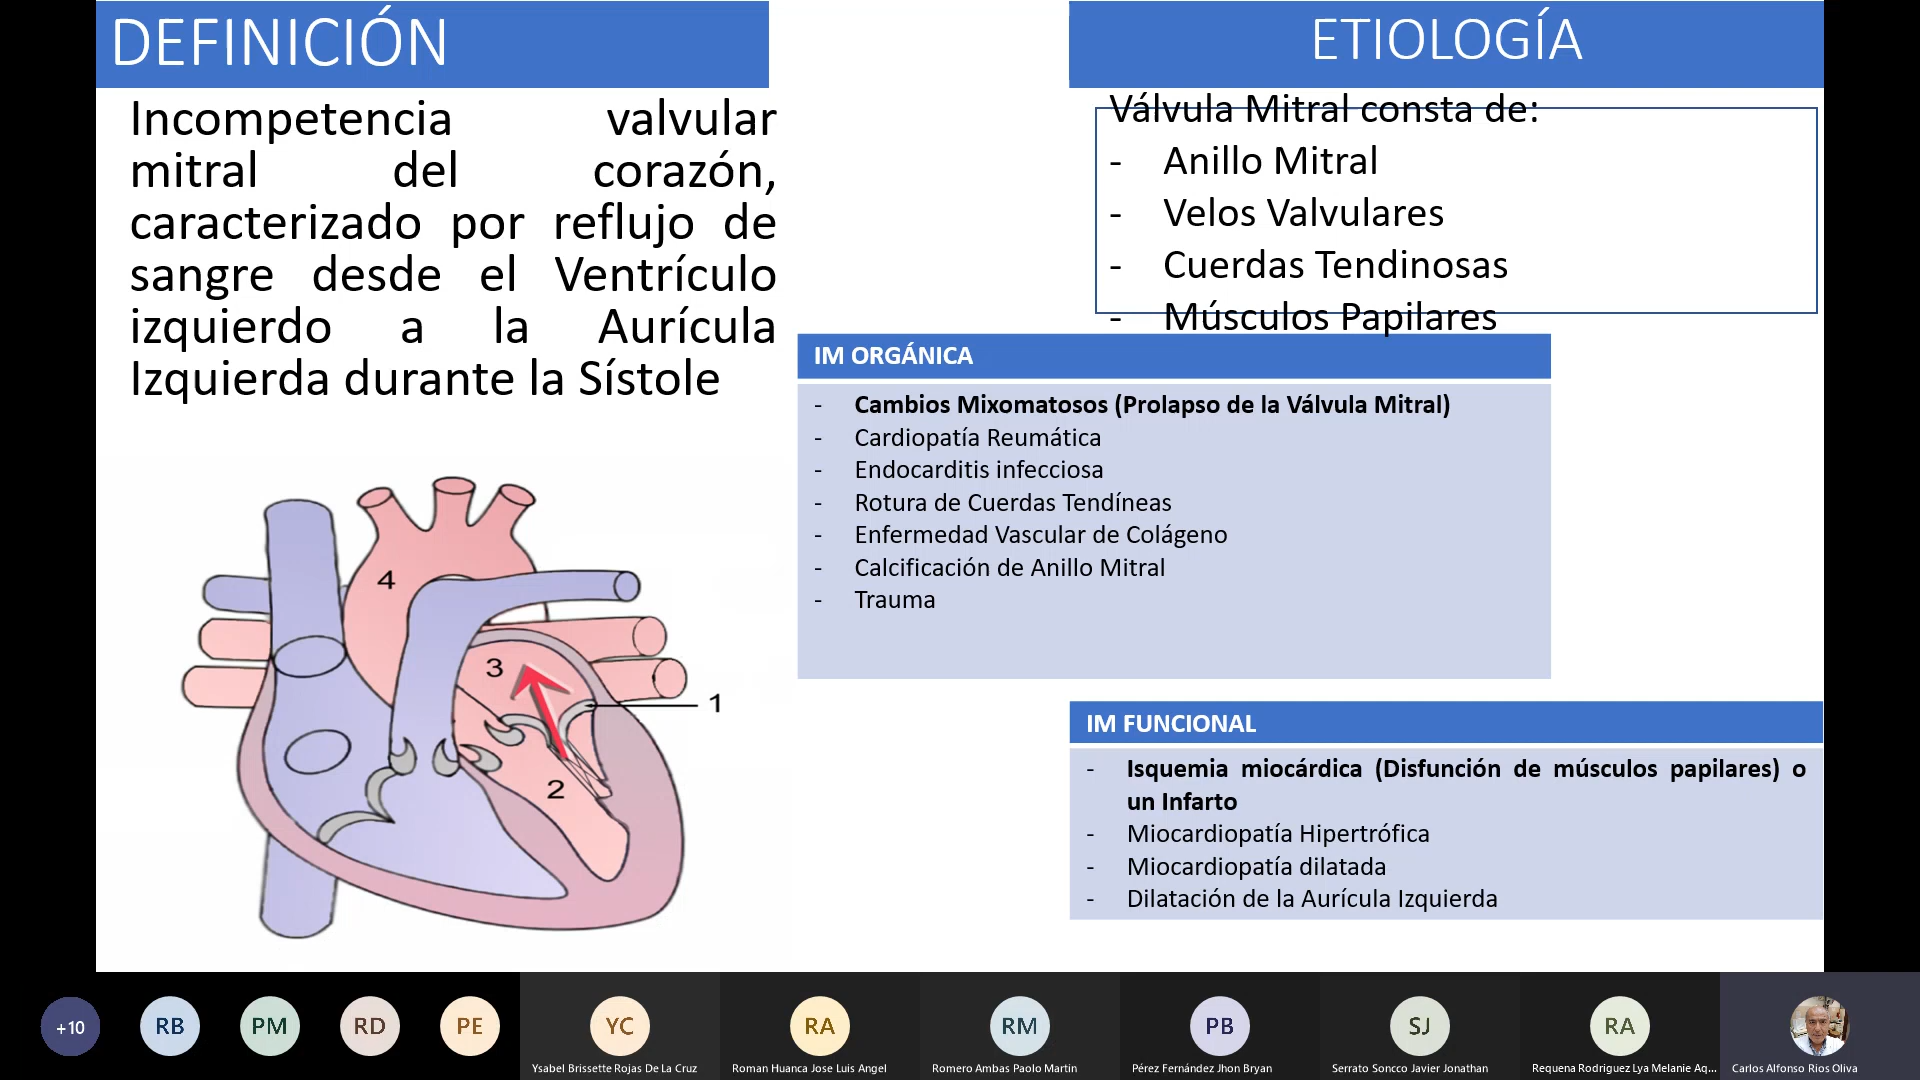 DEFINICIÓN
Incompetencia valvular
mitral del corazón,
caracterizado por reflujo de
sangre desde el Ventrículo
izquierdo a la Aurícula
Izquierda durante la Sístole
4
3
1
2
ETIOLOGÍA
Válvula Mitral consta de:
- Anillo Mitral
- Velos Valvulares
- Cuerdas Tendinosas
- Músculos Papilares
IM ORGÁNICA
- Cambios Mixomatosos (Prolapso de la Válvula Mitral)
- Cardiopatía Reumática
- Endocarditis infecciosa
- Rotura de Cuerdas Tendíneas
- Enfermedad Vascular de Colágeno
- Calcificación de Anillo Mitral
- Trauma
IM FUNCIONAL
- Isquemia miocárdica (Disfunción de músculos papilares) o
un Infarto
- Miocardiopatía Hipertrófica
- Miocardiopatía dilatada
- Dilatación de la Aurícula Izquierda
+10
RB
PM
RD
PE
YC
RA
RM
PB
SJ
RA
Ysabel Brissette Rojas De La Cruz
Roman Huanca Jose Luis Angel
Romero Ambas Paolo Martin
Pérez Fernández Jhon Bryan
Serrato Soncco Javier Jonathan
Requena Rodriguez Lya Melanie Aq...
Carlos Alfonso Rios Oliva